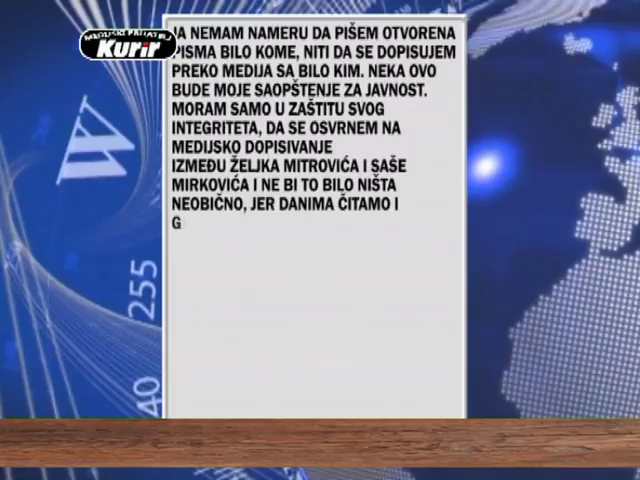 MEDIJSKI PRIJATELJ
Kurir
JA NEMAM NAMERU DA PIŠEM OTVORENA
PISMA BILO KOME, NITI DA SE DOPISUJEM
PREKO MEDIJA SA BILO KIM. NEKA OVO
BUDE MOJE SAOPŠTENJE ZA JAVNOST.
MORAM SAMO U ZAŠTITU SVOG
INTEGRITETA, DA SE OSVRNEM NA
MEDIJSKO DOPISIVANJE
IZMEĐU ŽELJKA MITROVIĆA I SAŠE
MIRKOVIĆA I NE BI TO BILO NIŠTA
NEOBIČNO, JER DANIMA ČITAMO I
G
W
255
40